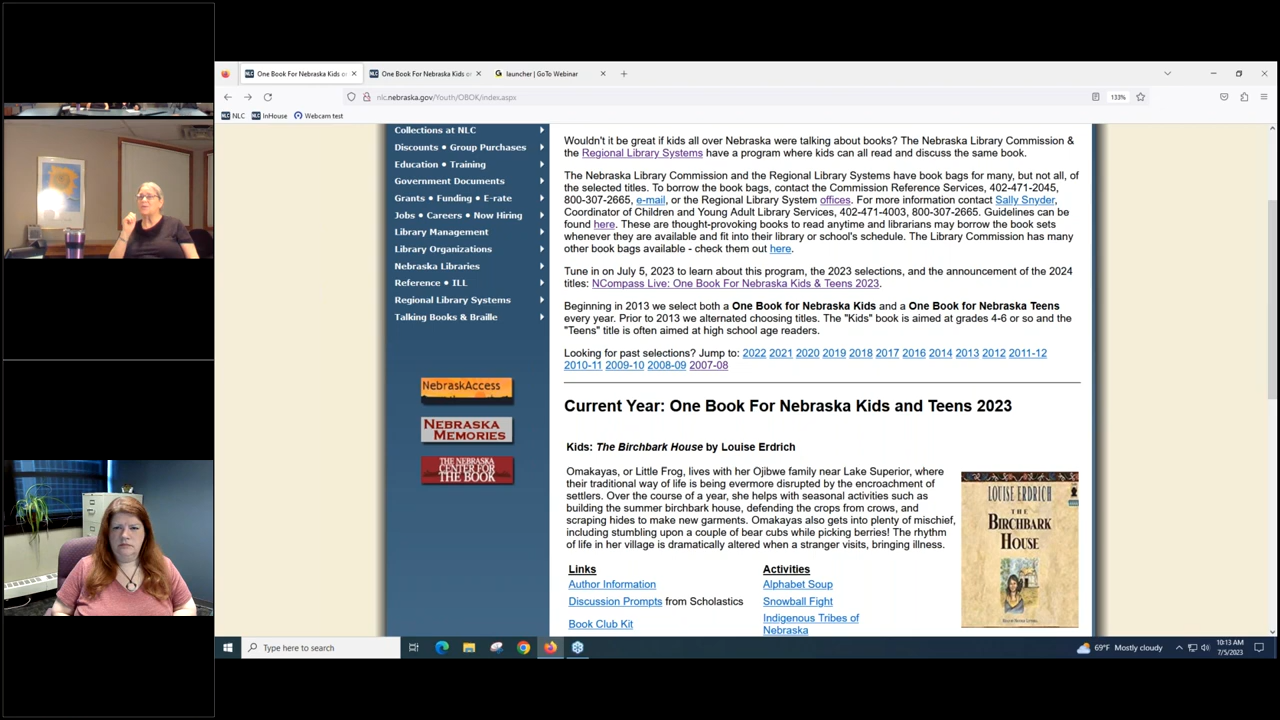 One Book For Nebraska Kids or
One Book For Nebraska Kids or
launcher | GoTo Webinar
nlc.nebraska.gov/Youth/OBOK/index.aspx
133%
NLC
InHouse
Webcam test
Collections at NLC
Discounts • Group Purchases
Education • Training
Government Documents
Grants • Funding • E-rate
Jobs • Careers • Now Hiring
Library Management
Library Organizations
Nebraska Libraries
Reference • ILL
Regional Library Systems
Talking Books & Braille
NebraskAccess
NEBRASKA
MEMORIES
THE NEBRASKA
CENTER FOR
THE BOOK
Wouldn't it be great if kids all over Nebraska were talking about books? The Nebraska Library Commission &
the Regional Library Systems have a program where kids can all read and discuss the same book.
The Nebraska Library Commission and the Regional Library Systems have book bags for many, but not all, of
the selected titles. To borrow the book bags, contact the Commission Reference Services, 402-471-2045,
800-307-2665, e-mail, or the Regional Library System offices. For more information contact Sally Snyder,
Coordinator of Children and Young Adult Library Services, 402-471-4003, 800-307-2665. Guidelines can be
found here. These are thought-provoking books to read anytime and librarians may borrow the book sets
whenever they are available and fit into their library or school's schedule. The Library Commission has many
other book bags available - check them out here.
Tune in on July 5, 2023 to learn about this program, the 2023 selections, and the announcement of the 2024
titles: NCompass Live: One Book For Nebraska Kids & Teens 2023.
Beginning in 2013 we select both a One Book for Nebraska Kids and a One Book for Nebraska Teens
every year. Prior to 2013 we alternated choosing titles. The "Kids" book is aimed at grades 4-6 or so and the
"Teens" title is often aimed at high school age readers.
Looking for past selections? Jump to: 2022 2021 2020 2019 2018 2017 2016 2014 2013 2012 2011-12
2010-11 2009-10 2008-09 2007-08
Current Year: One Book For Nebraska Kids and Teens 2023
Kids: The Birchbark House by Louise Erdrich
Omakayas, or Little Frog, lives with her Ojibwe family near Lake Superior, where
their traditional way of life is being evermore disrupted by the encroachment of
settlers. Over the course of a year, she helps with seasonal activities such as
building the summer birchbark house, defending the crops from crows, and
scraping hides to make new garments. Omakayas also gets into plenty of mischief,
including stumbling upon a couple of bear cubs while picking berries! The rhythm
of life in her village is dramatically altered when a stranger visits, bringing illness.
LOUISE ERDRICH
THE
BIRCHBARK
HOUSE
Links
Author Information
Discussion Prompts from Scholastics
Book Club Kit
Activities
Alphabet Soup
Snowball Fight
Indigenous Tribes of
Nebraska
Type here to search
69°F Mostly cloudy
10:13 AM
7/5/2023